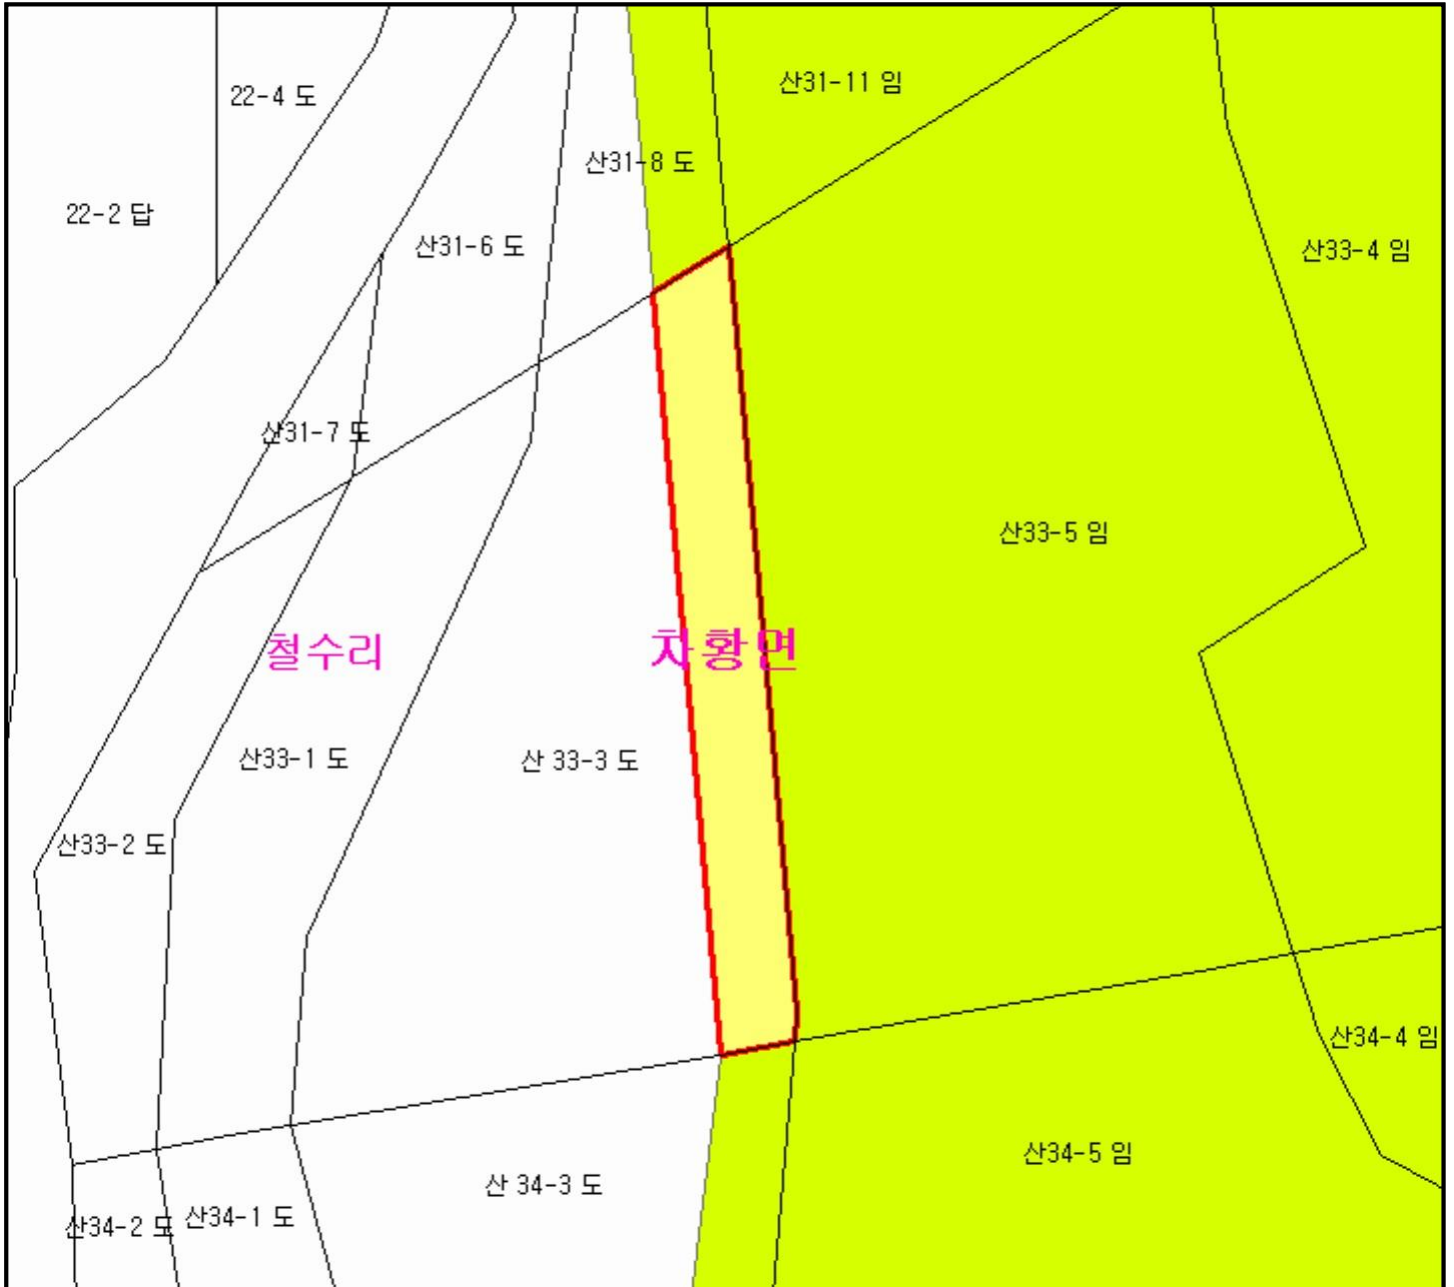 산31-11 임
22-4 도
산31-8 도
22-2 답
산31-6 도
산33-4 임
산31-7 도
산33-5 임
철수리
차황면
산33-1 도
산 33-3 도
산33-2 도
산34-4 임
산34-5 임
산 34-3 도
산34-1 도
산34-2 도